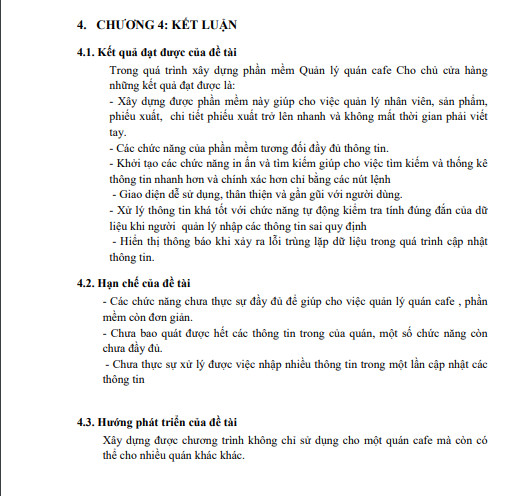 4. CHƯƠNG 4: KẾT LUẬN
4.1. Kết quả đạt được của đề tài
Trong quá trình xây dựng phần mềm Quản lý quán cafe Cho chủ cửa hàng
những kết quả đạt được là:
- Xây dựng được phần mềm này giúp cho việc quản lý nhân viên, sản phẩm,
phiếu xuất, chi tiết phiếu xuất trở lên nhanh và không mất thời gian phải viết
tay.
- Các chức năng của phần mềm tương đối đầy đủ thông tin.
- Khởi tạo các chức năng in ấn và tìm kiếm giúp cho việc tìm kiếm và thống kê
thông tin nhanh hơn và chính xác hơn chỉ bằng các nút lệnh
- Giao diện dễ sử dụng, thân thiện và gần gũi với người dùng.
- Xử lý thông tin khá tốt với chức năng tự động kiểm tra tính đúng đắn của dữ
liệu khi người quản lý nhập các thông tin sai quy định
- Hiển thị thông báo khi xảy ra lỗi trùng lặp dữ liệu trong quá trình cập nhật
thông tin.
4.2. Hạn chế của đề tài
- Các chức năng chưa thực sự đầy đủ để giúp cho việc quản lý quán cafe , phần
mềm còn đơn giản.
- Chưa bao quát được hết các thông tin trong của quán, một số chức năng còn
chưa đầy đủ.
- Chưa thực sự xử lý được việc nhập nhiều thông tin trong một lần cập nhật các
thông tin
4.3. Hướng phát triển của đề tài
Xây dựng được chương trình không chỉ sử dụng cho một quán cafe mà còn có
thể cho nhiều quán khác khác.